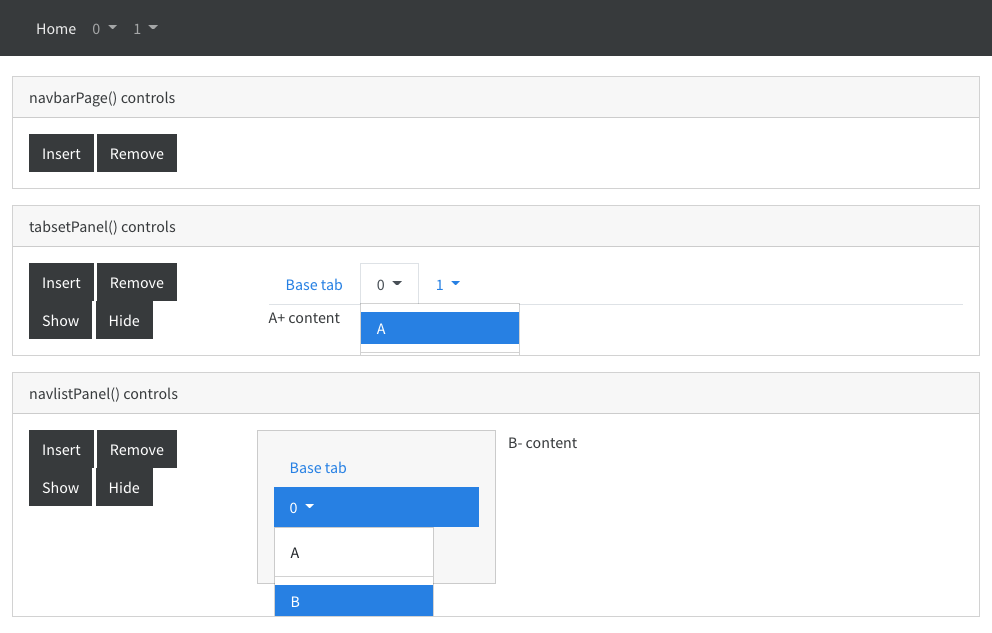 Home 0 1
navbarPage() controls
Insert Remove
tabsetPanel() controls
Insert Remove
Show Hide
Base tab 0 1
A+ content
A
navlistPanel() controls
Insert Remove
Show Hide
Base tab
0
A
B
B- content